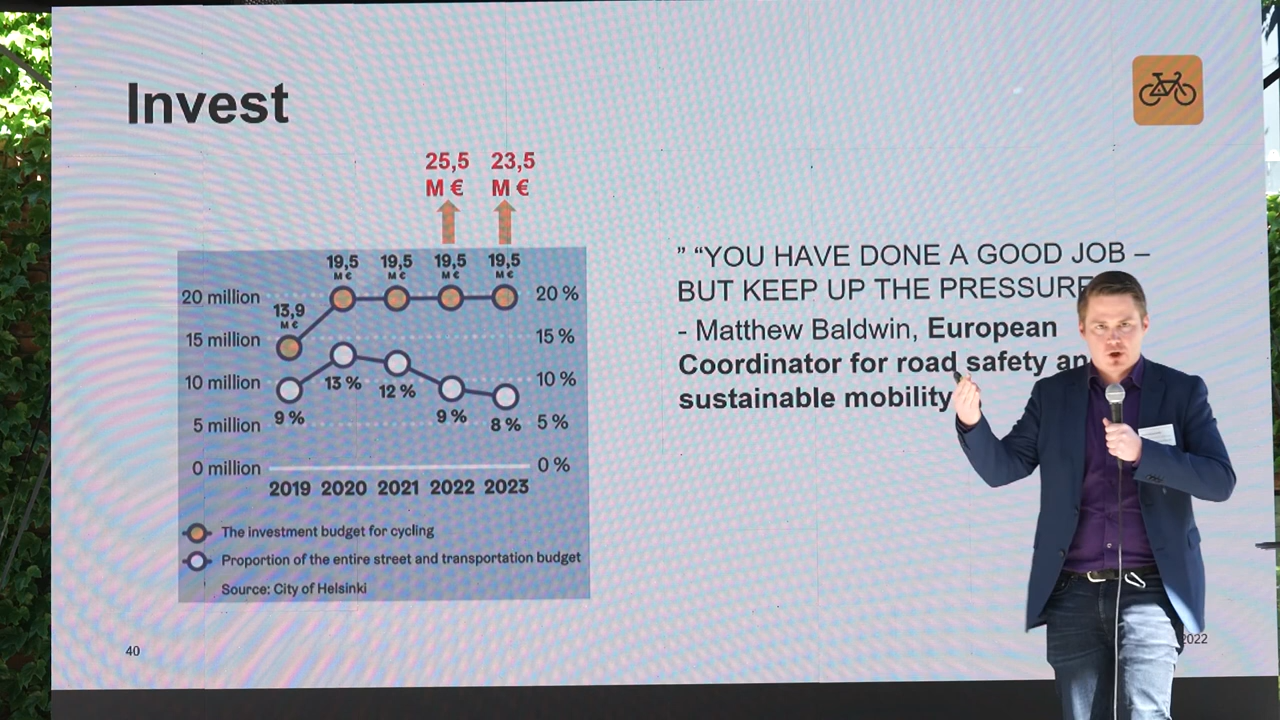 Invest
25,5 23,5
M € M €
19,5 19,5 19,5 19,5
M € M € M € M €
20 million 20 %
13,9
M €
15 million 15 %
10 million 10 %
13 % 12 %
9 % 9 % 8 %
5 million 5 %
0 million 0 %
2019 2020 2021 2022 2023
The investment budget for cycling
Proportion of the entire street and transportation budget
Source: City of Helsinki
” “YOU HAVE DONE A GOOD JOB –
BUT KEEP UP THE PRESSURE
- Matthew Baldwin, European
Coordinator for road safety an
sustainable mobility
40
2022